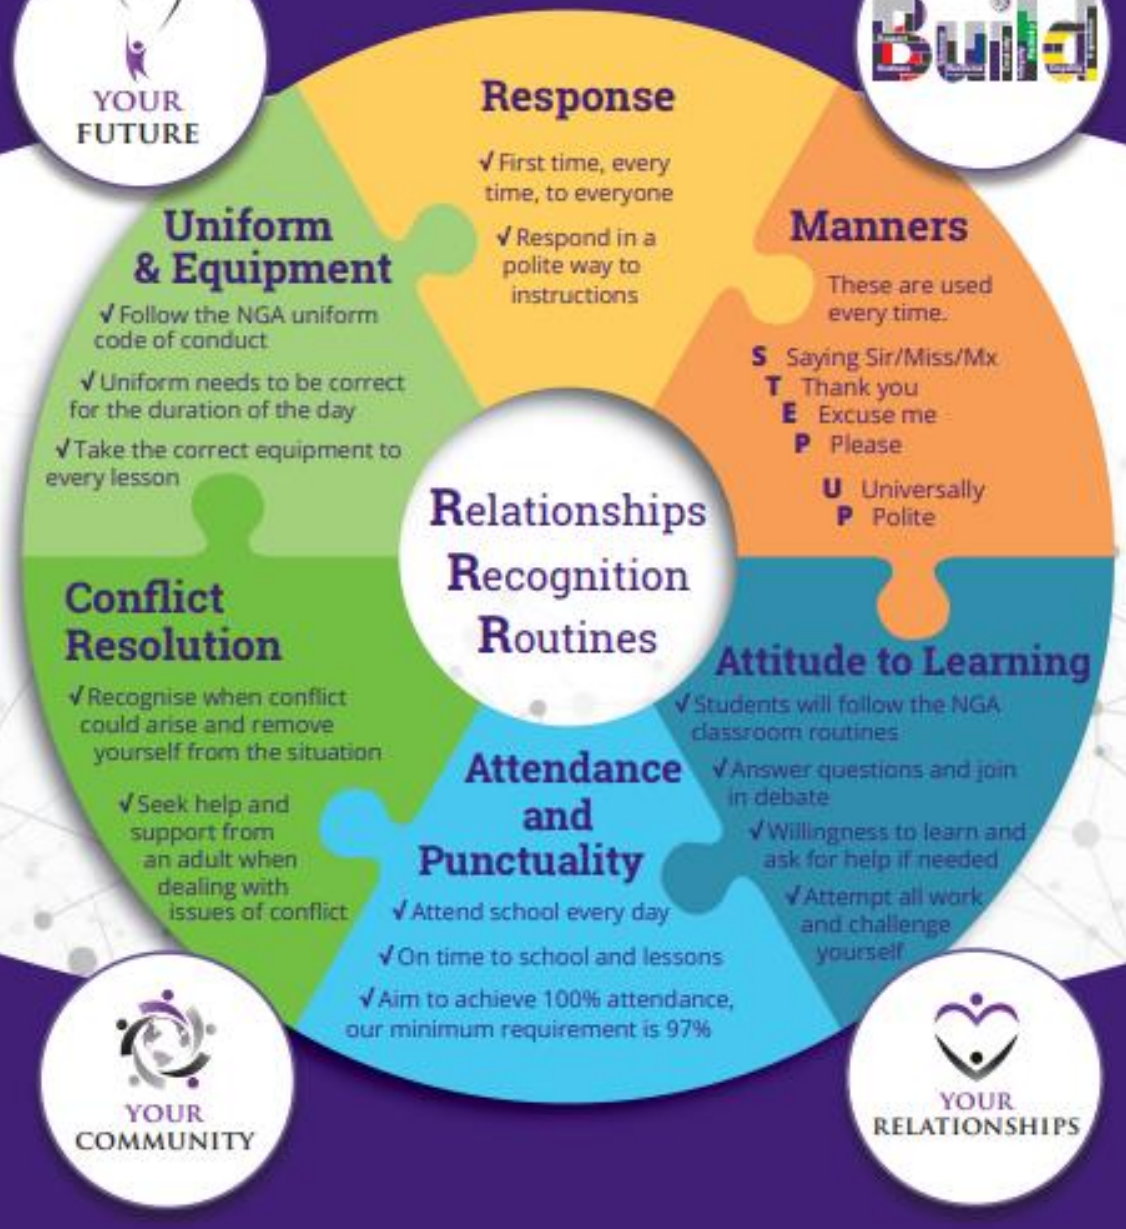 YOUR
FUTURE
Build
Response
√ First time, every
time, to everyone
√ Respond in a
polite way to
instructions
Manners
These are used
every time.
S Saying Sir/Miss/Mx
T Thank you
E Excuse me
P Please
U Universally
P Polite
Uniform
& Equipment
√ Follow the NGA uniform
code of conduct
√ Uniform needs to be correct
for the duration of the day
√ Take the correct equipment to
every lesson
Relationships
Recognition
Routines
Conflict
Resolution
√ Recognise when conflict
could arise and remove
yourself from the situation
√ Seek help and
support from
an adult when
dealing with
issues of conflict
Attitude to Learning
√ Students will follow the NGA
classroom routines
√ Answer questions and join
in debate
√ Willingness to learn and
ask for help if needed
√ Attempt all work
and challenge
yourself
Attendance
and
Punctuality
√ Attend school every day
√ On time to school and lessons
√ Aim to achieve 100% attendance,
our minimum requirement is 97%
YOUR
COMMUNITY
YOUR
RELATIONSHIPS